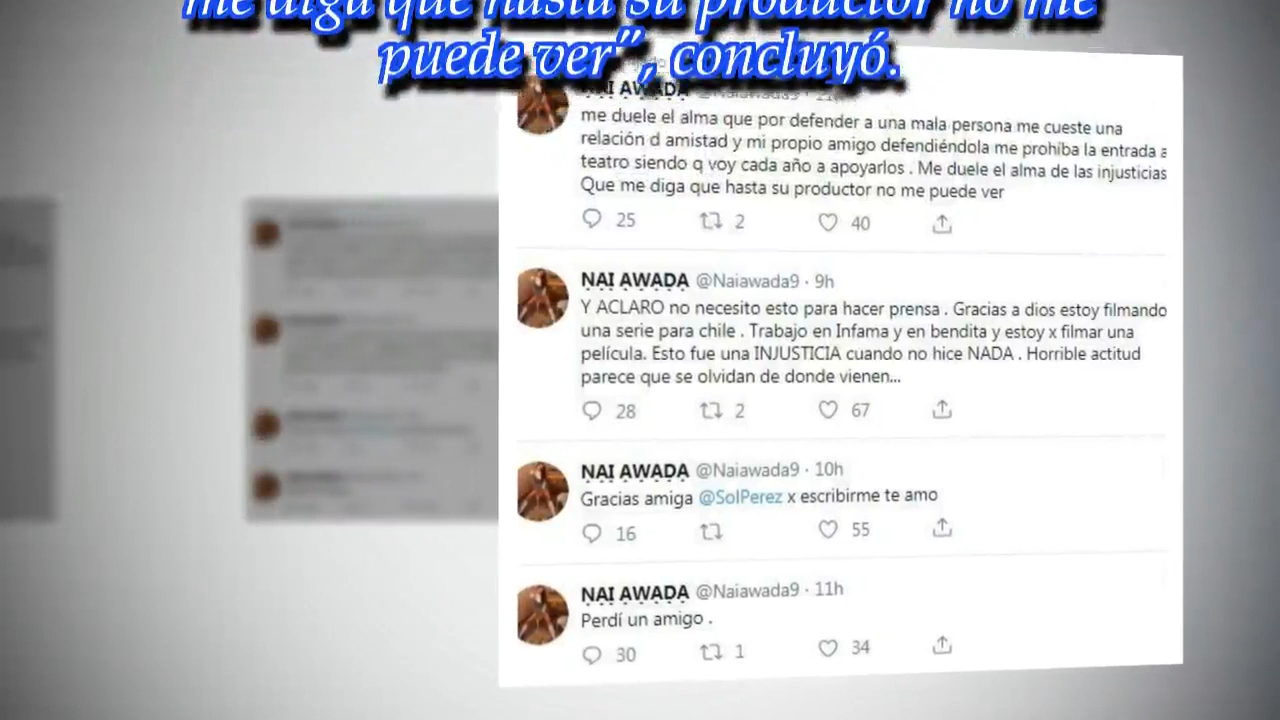 me diga que hasta su productor no me
puede ver”, concluyó.
NAI AWADA @Naiawada9 · 11h
me duele el alma que por defender a una mala persona me cueste una
relación d amistad y mi propio amigo defendiéndola me prohíba la entrada a
teatro siendo q voy cada año a apoyarlos . Me duele el alma de las injusticias
Que me diga que hasta su productor no me puede ver
25 2 40
NAI AWADA @Naiawada9 · 9h
Y ACLARO no necesito esto para hacer prensa . Gracias a dios estoy filmando
una serie para chile . Trabajo en Infama y en bendita y estoy x filmar una
película. Esto fue una INJUSTICIA cuando no hice NADA . Horrible actitud
parece que se olvidan de donde vienen...
28 2 67
NAI AWADA @Naiawada9 · 10h
Gracias amiga @SolPerez x escribirme te amo
16 55
NAI AWADA @Naiawada9 · 11h
Perdí un amigo .
30 1 34